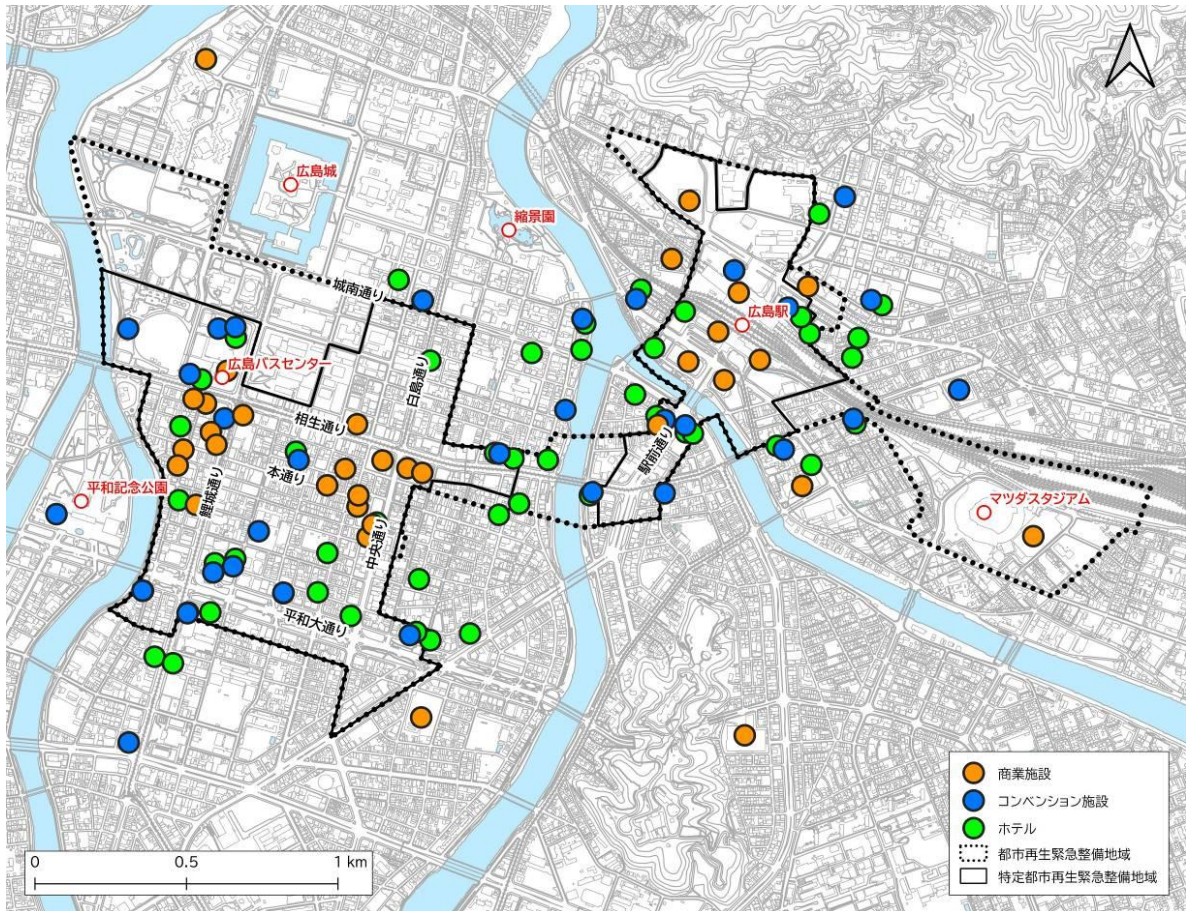 広島城
縮景園
城南通り
広島駅
広島バスセンター
白島通り
相生通り
駅前通り
本通り
平和記念公園
鯉城通り
マツダスタジアム
中央通り
平和大通り
商業施設
コンベンション施設
ホテル
都市再生緊急整備地域
特定都市再生緊急整備地域
0 0.5 1 km